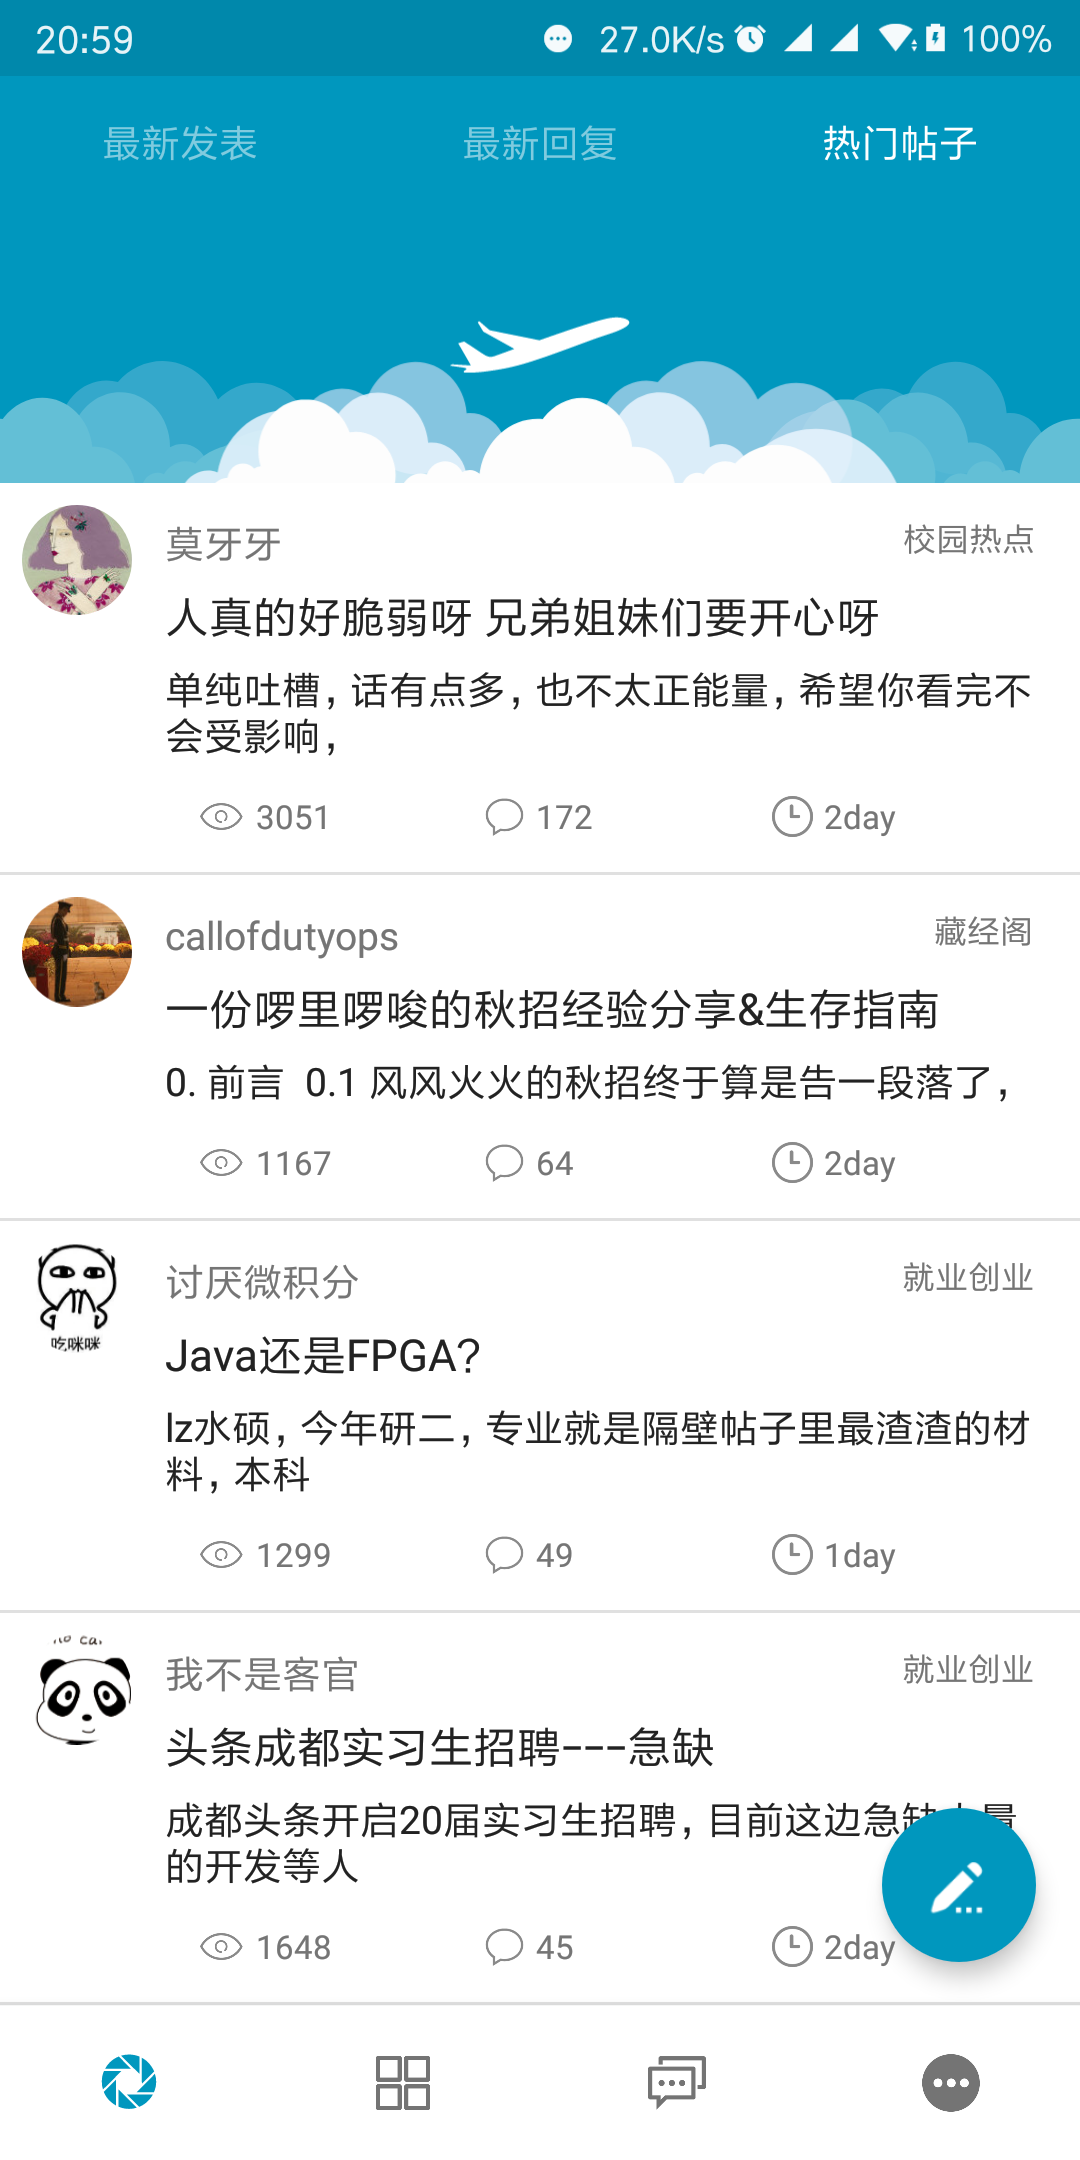 20:59 27.0K/s 100%
最新发表 最新回复 热门帖子
莫牙牙 校园热点
人真的好脆弱呀 兄弟姐妹们要开心呀
单纯吐槽，话有点多，也不太正能量，希望你看完不
会受影响，
3051 172 2day
callofdutyops 藏经阁
一份啰里啰唆的秋招经验分享&生存指南
0. 前言 0.1 风风火火的秋招终于算是告一段落了，
1167 64 2day
吃咪咪
讨厌微积分 就业创业
Java还是FPGA?
lz水硕，今年研二，专业就是隔壁帖子里最渣渣的材
料，本科
1299 49 1day
我不是客官 就业创业
头条成都实习生招聘---急缺
成都头条开启20届实习生招聘，目前这边急缺大量
的开发等人
1648 45 2day